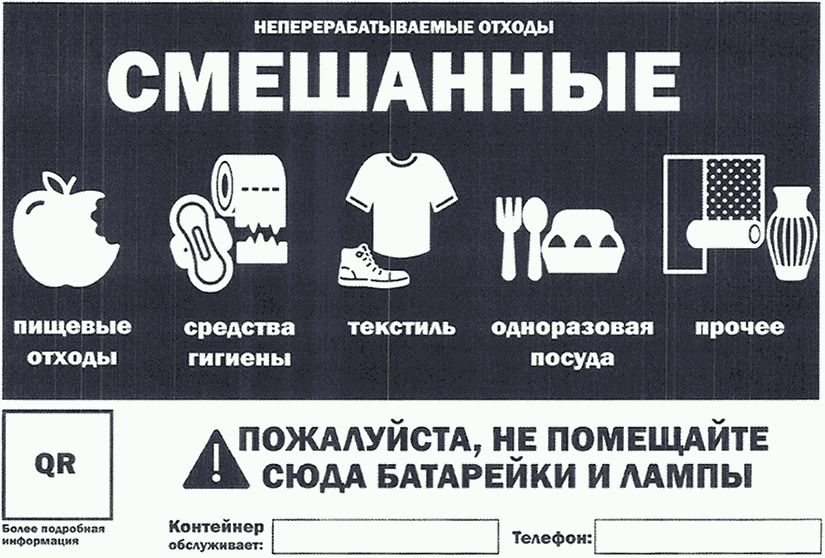 НЕПЕРЕРАБАТЫВАЕМЫЕ ОТХОДЫ
СМЕШАННЫЕ
пищевые
отходы
средства
гигиены
текстиль
одноразовая
посуда
прочее
QR
Более подробная
информация
ПОЖАЛУЙСТА, НЕ ПОМЕЩАЙТЕ
СЮДА БАТАРЕЙКИ И ЛАМПЫ
Контейнер
обслуживает:
Телефон: